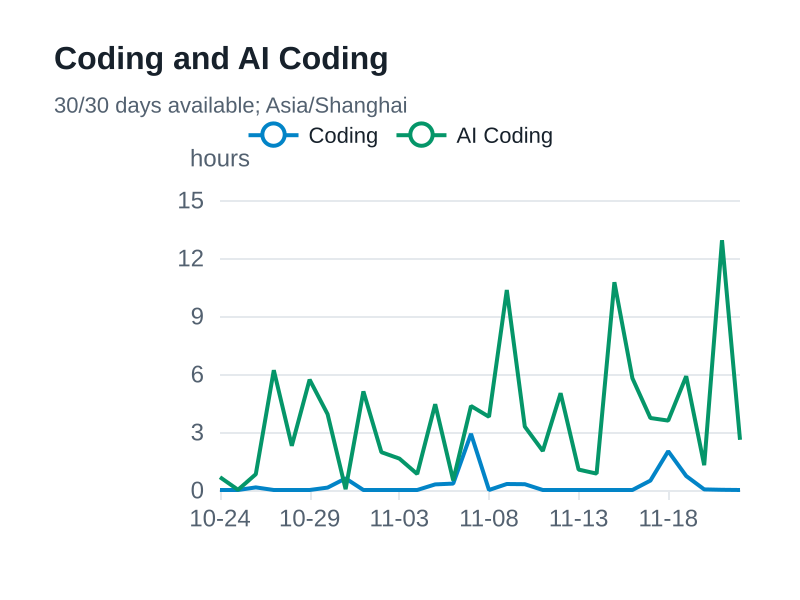 Coding and AI Coding
30/30 days available; Asia/Shanghai
Coding AI Coding
hours
15
12
9
6
3
0
10-24 10-29 11-03 11-08 11-13 11-18